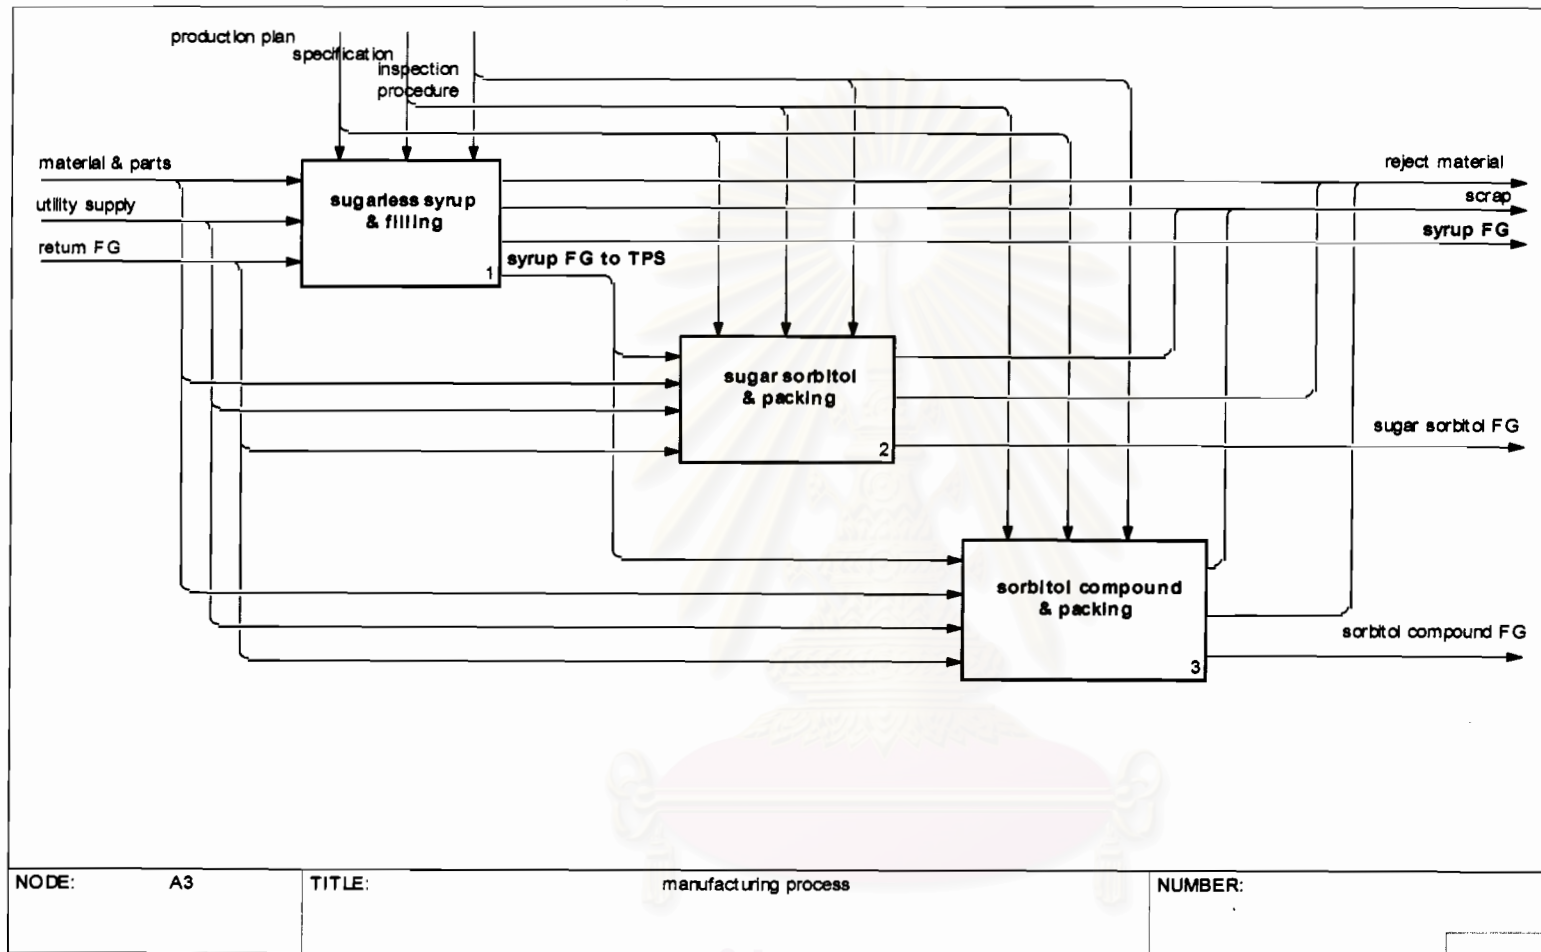 production plan
specification
inspection
procedure
material & parts
utility supply
return FG
sugarless syrup
& filling
1
syrup FG to TPS
reject material
scrap
syrup FG
sugar sorbitol
& packing
2
sugar sorbitol FG
sorbitol compound
& packing
3
sorbitol compound FG
NODE: A3
TITLE: manufacturing process
NUMBER: